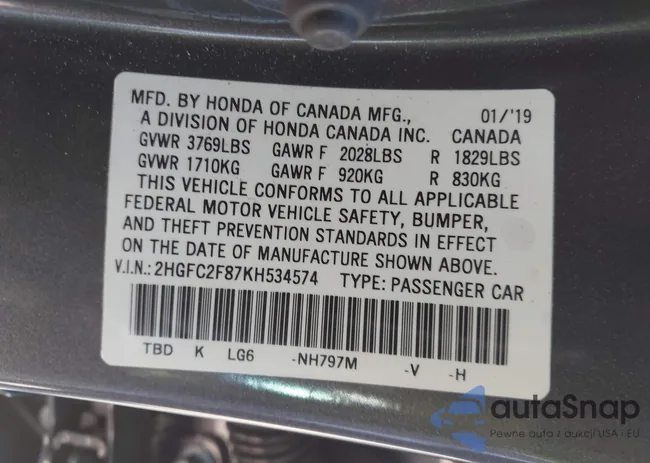 MFD. BY HONDA OF CANADA MFG., 01/'19
A DIVISION OF HONDA CANADA INC. CANADA
GVWR 3769LBS GAWR F 2028LBS R 1829LBS
GVWR 1710KG GAWR F 920KG R 830KG
THIS VEHICLE CONFORMS TO ALL APPLICABLE
FEDERAL MOTOR VEHICLE SAFETY, BUMPER,
AND THEFT PREVENTION STANDARDS IN EFFECT
ON THE DATE OF MANUFACTURE SHOWN ABOVE.
V.I.N.: 2HGFC2F87KH534574 TYPE: PASSENGER CAR
TBD K LG6 -NH797M -V -H
autaSnap
Pewne auta z aukcji USA i EU